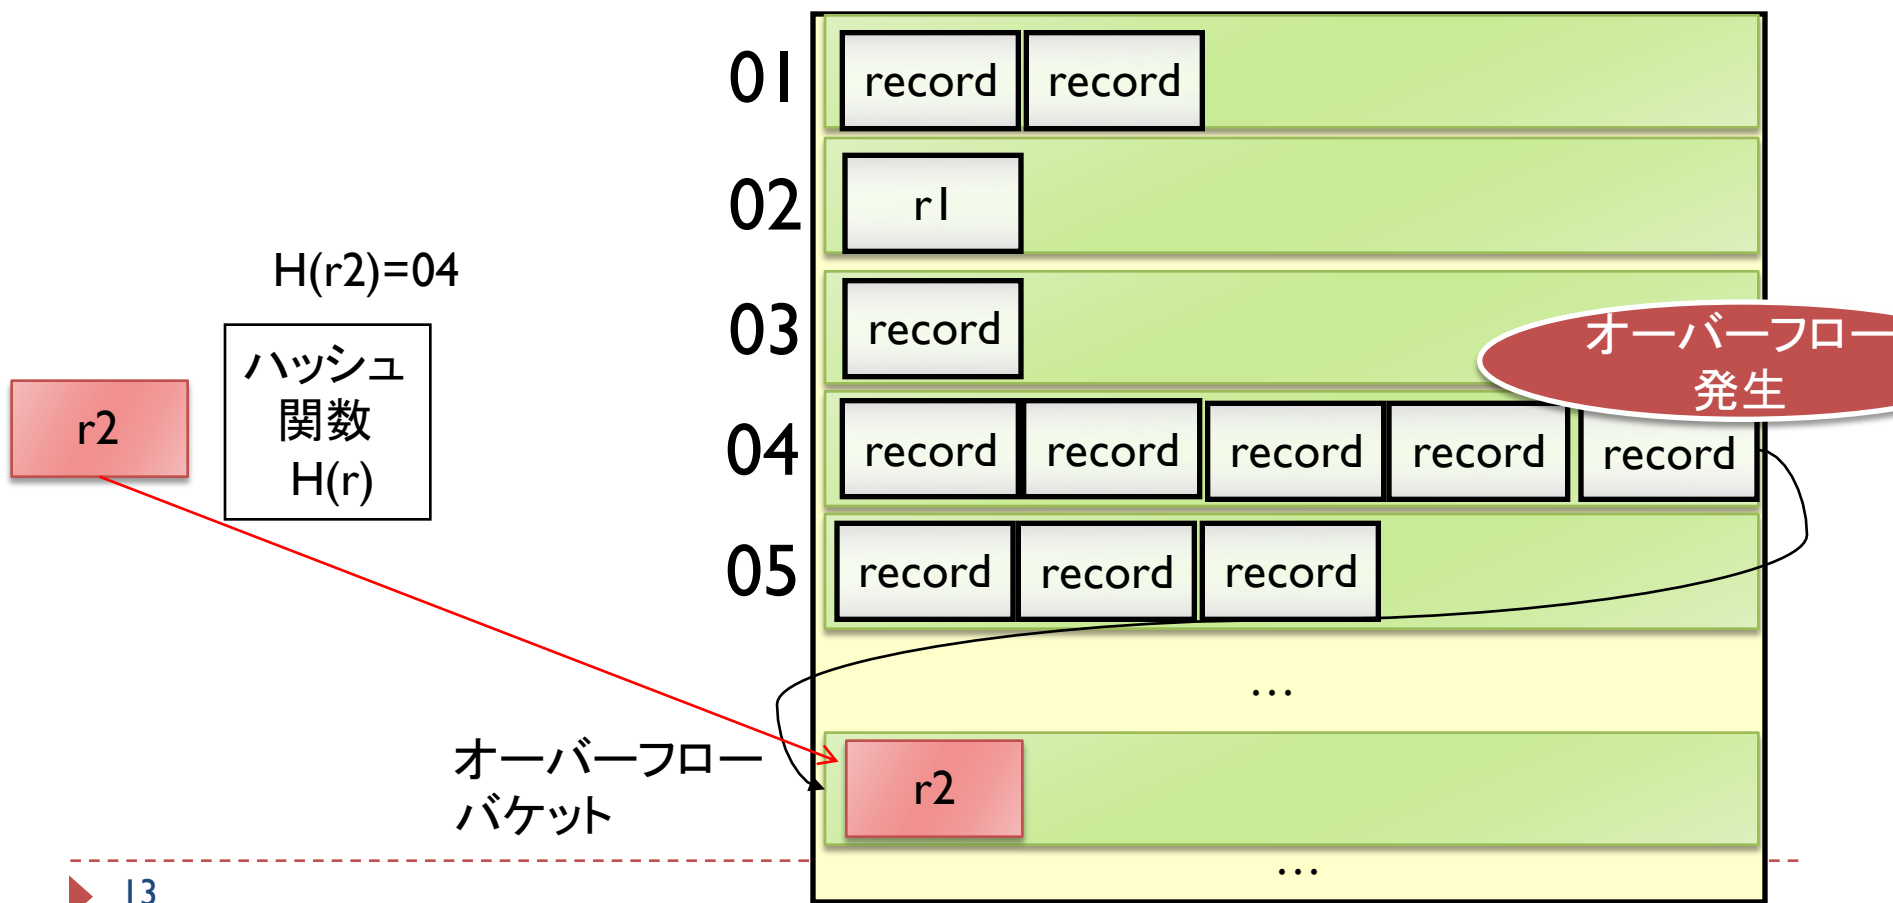 01 record record
02 r1
H(r2)=04
03 record
オーバーフロー
発生
ハッシュ
関数
H(r)
r2
04 record record record record record
05 record record record
…
オーバーフロー
バケット
r2
…
13